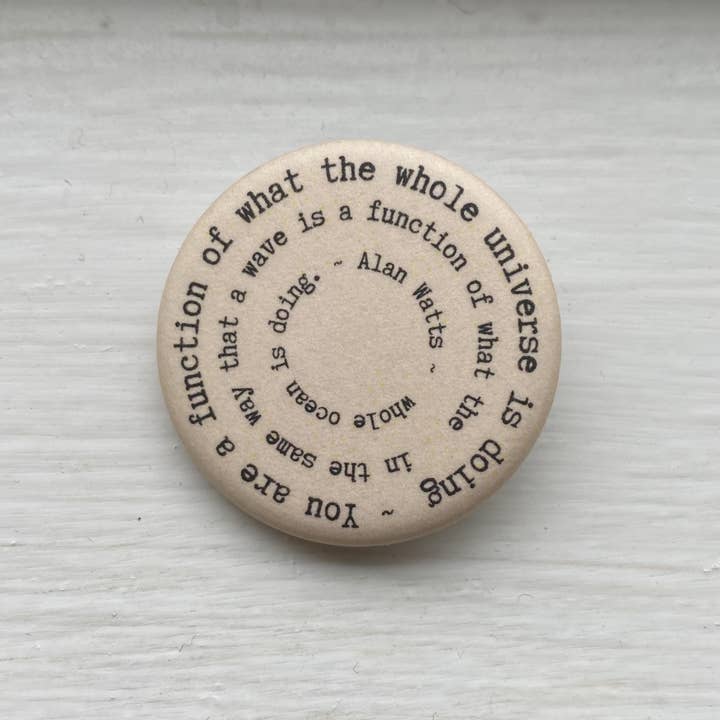 You are a function of what the whole universe is doing ~
in the same way that a wave is a function of what the
whole ocean is doing. ~ Alan Watts ~